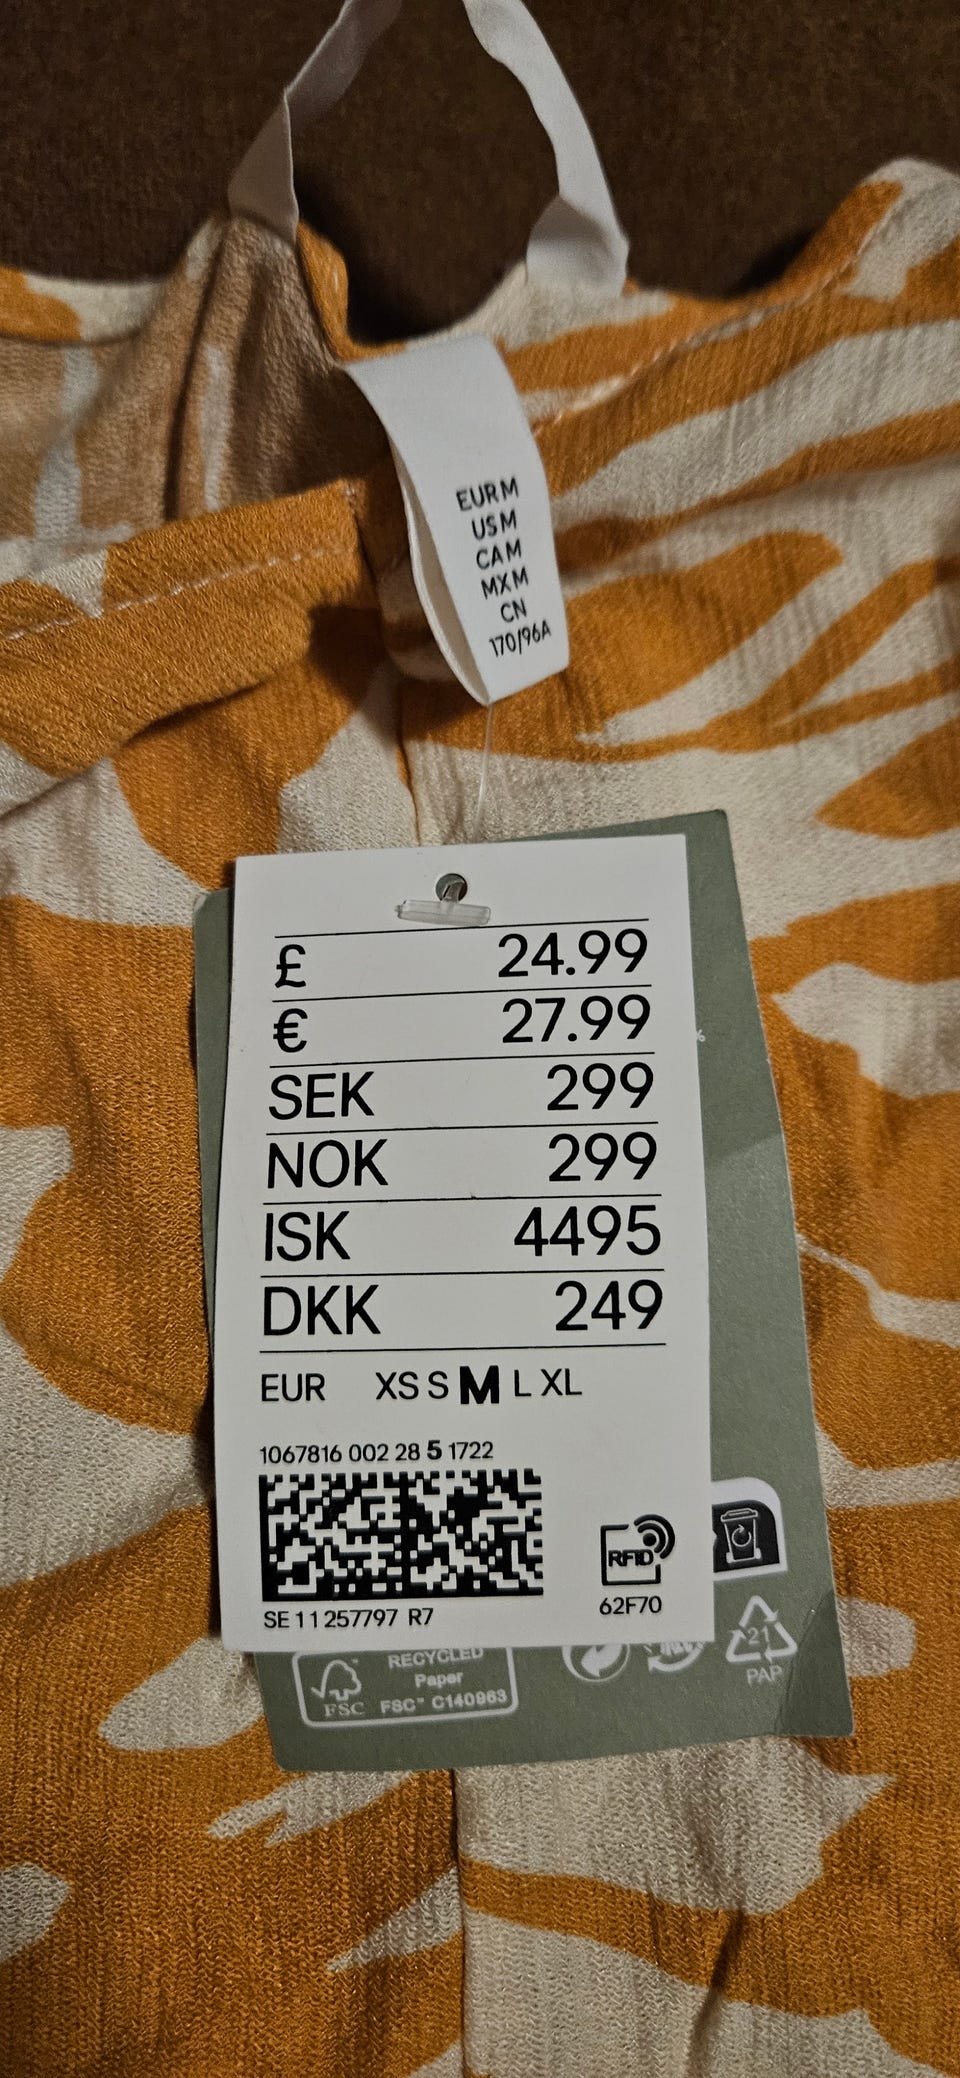 EUR M
US M
CA M
MX M
CN
170/96A
£ 24.99
€ 27.99
SEK 299
NOK 299
ISK 4495
DKK 249
EUR XS S M L XL
1067816 002 28 5 1722
RFID
SE 11257797 R7 62F70
RECYCLED
Paper
FSC FSC™ C140963
21
PAP